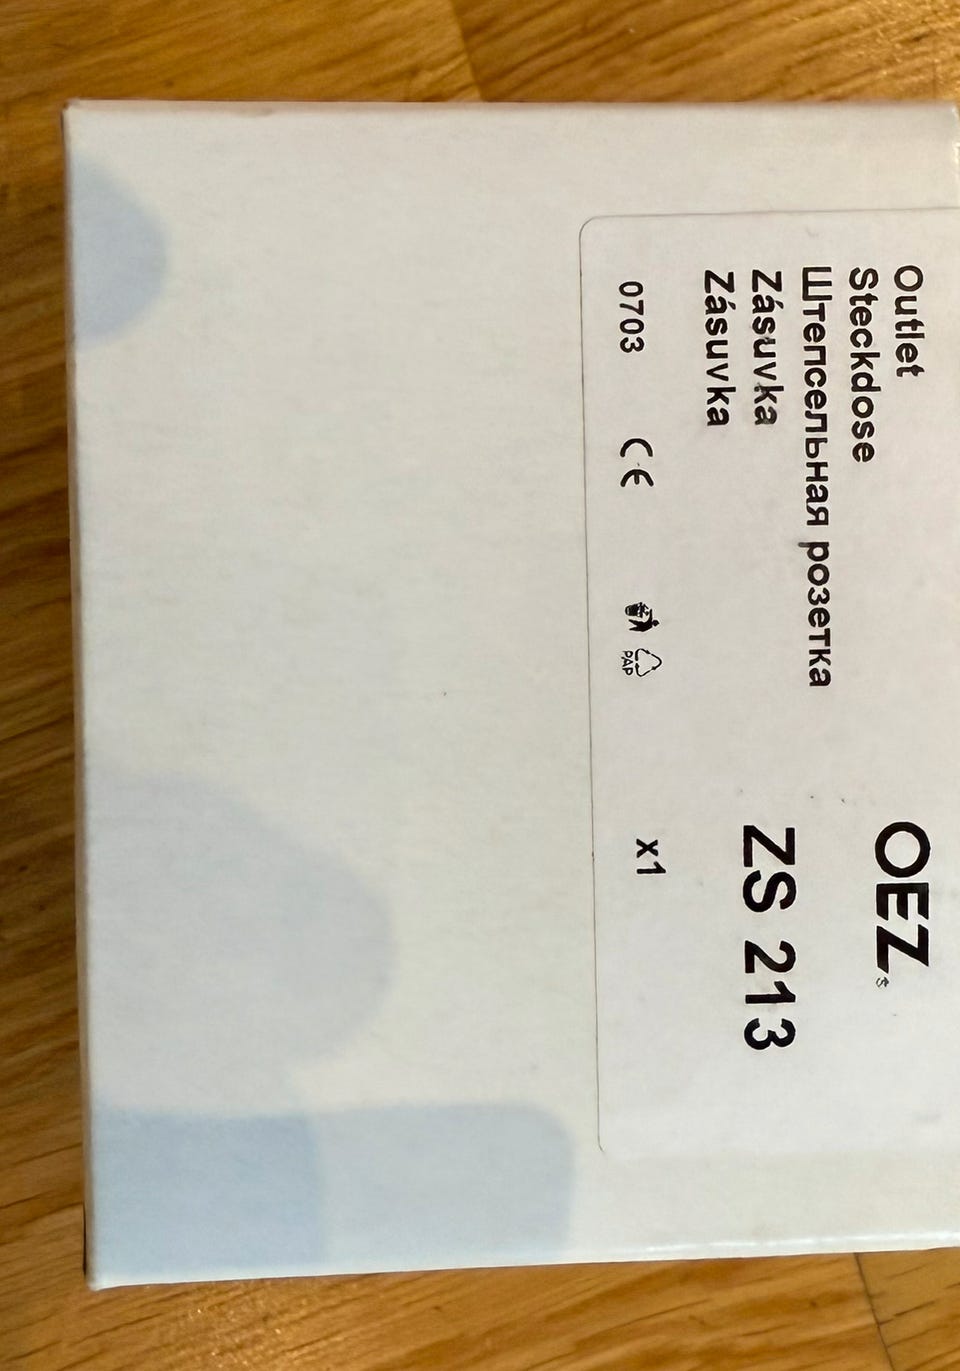 Outlet
Steckdose
Штепсельная розетка
Zásuvka
Zásuvka
OEZ
ZS 213
0703 CE PAP x1